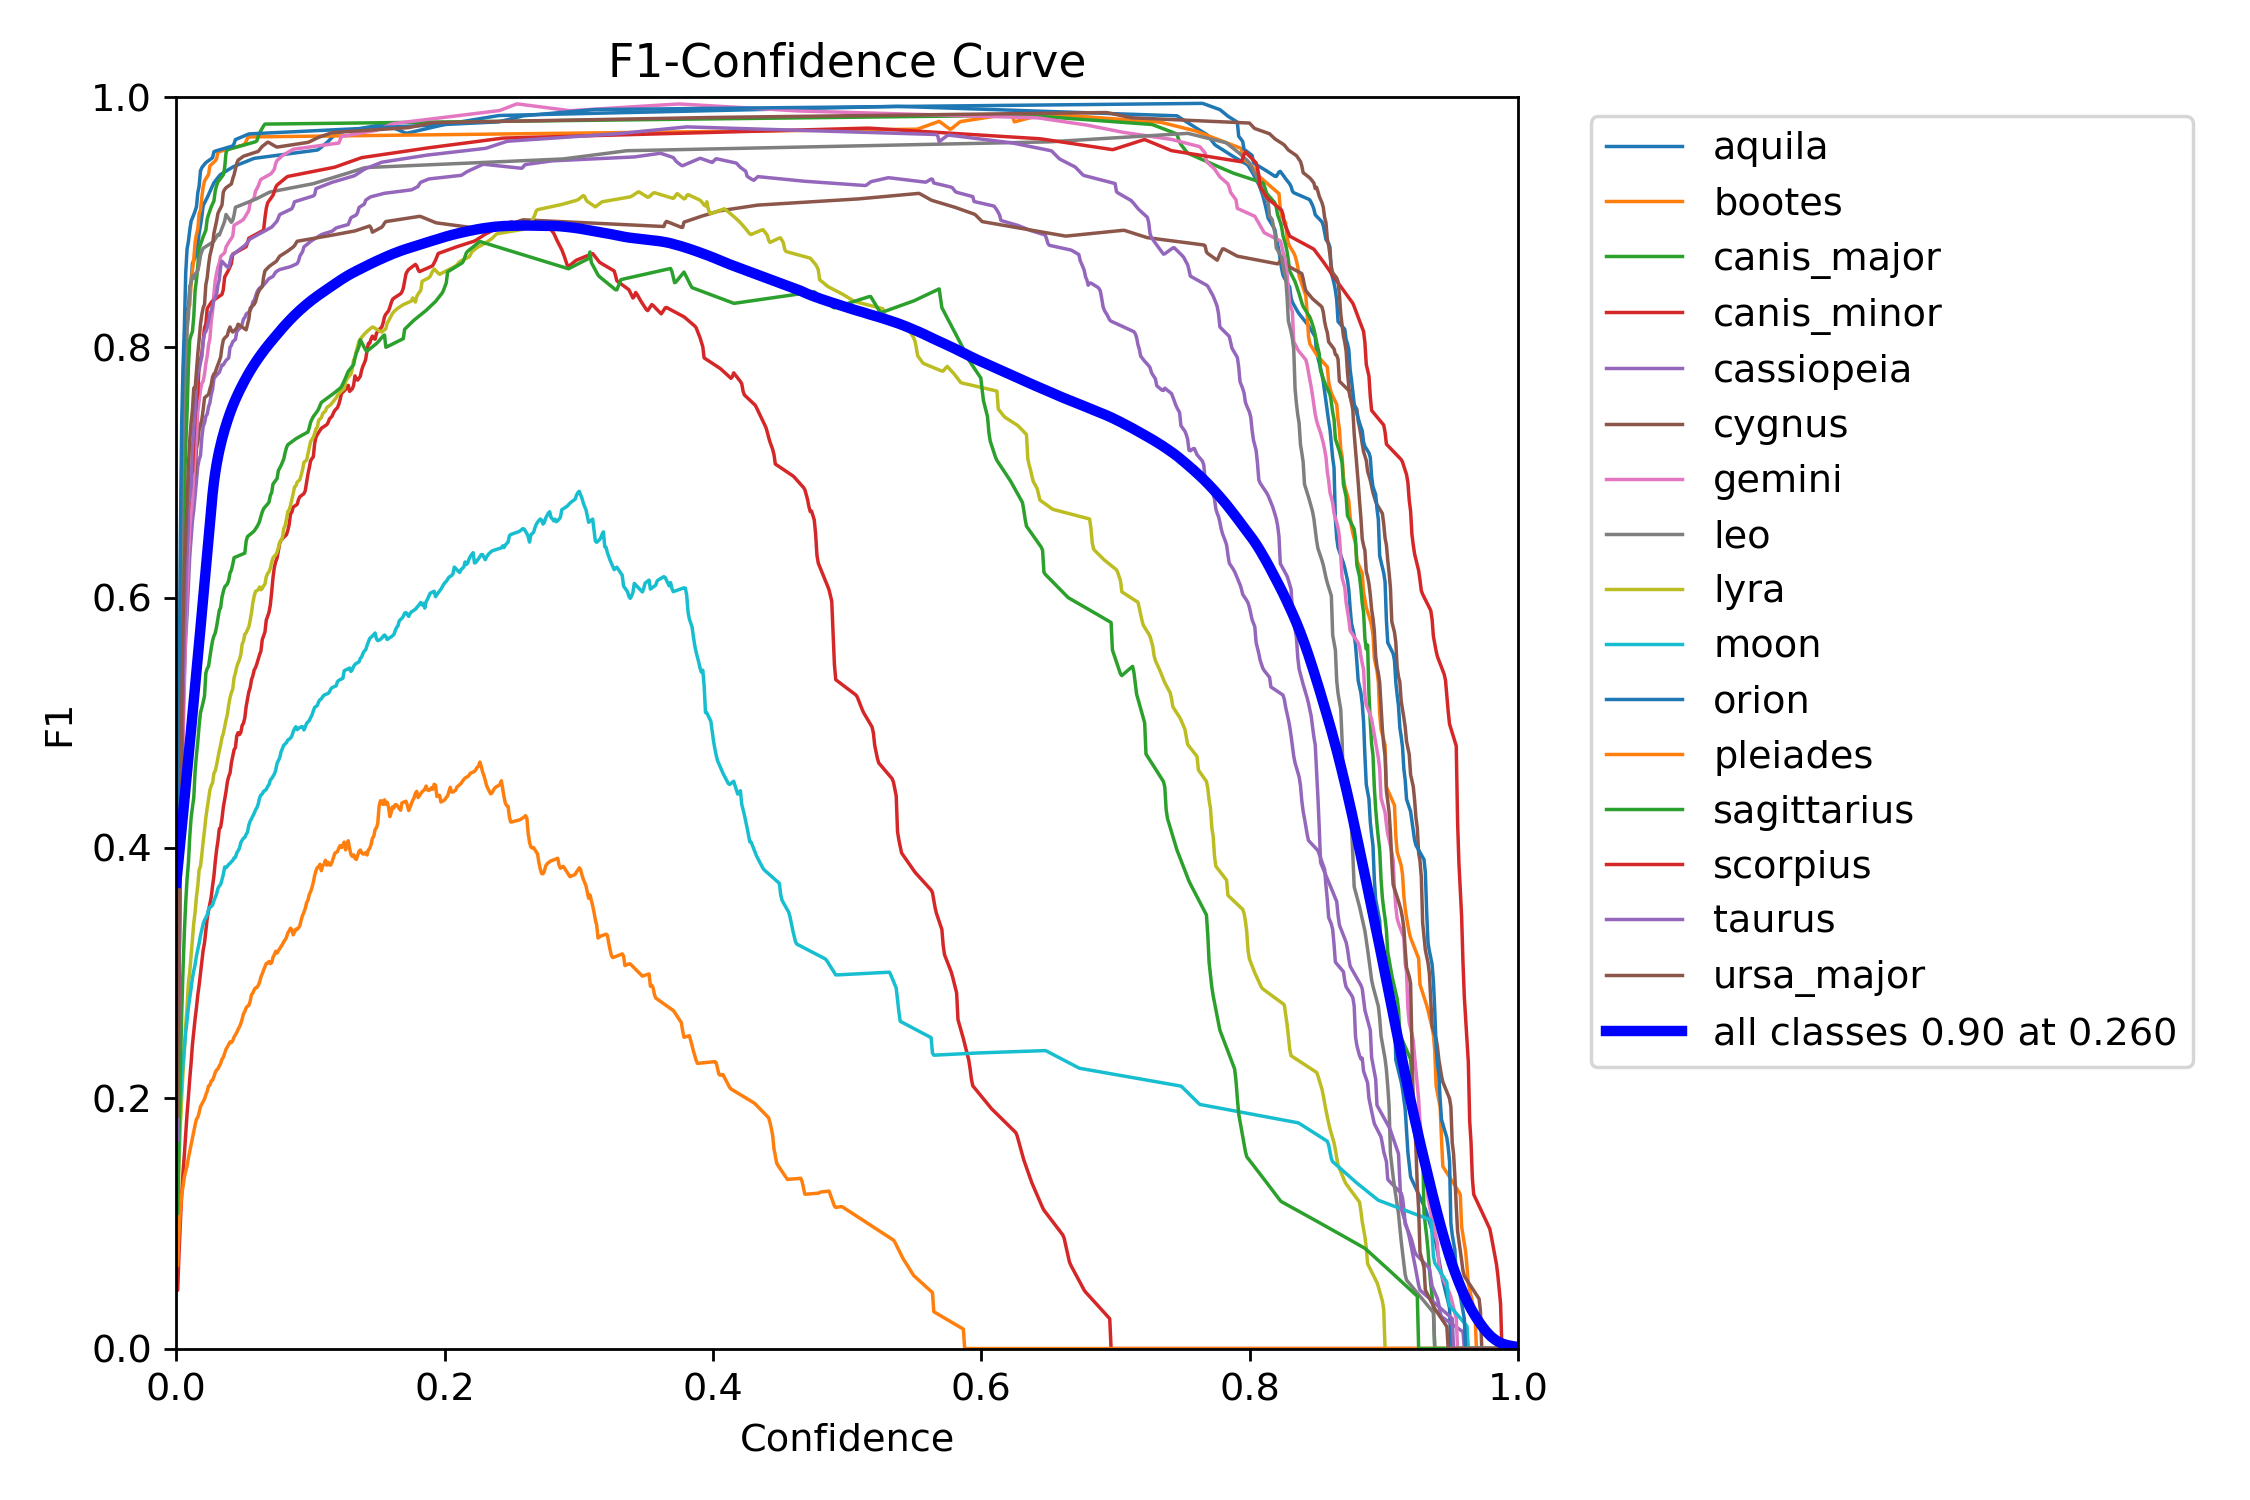 F1-Confidence Curve
1.0
0.8
0.6
0.4
0.2
0.0
F1
0.0 0.2 0.4 0.6 0.8 1.0
Confidence
aquila
bootes
canis_major
canis_minor
cassiopeia
cygnus
gemini
leo
lyra
moon
orion
pleiades
sagittarius
scorpius
taurus
ursa_major
all classes 0.90 at 0.260